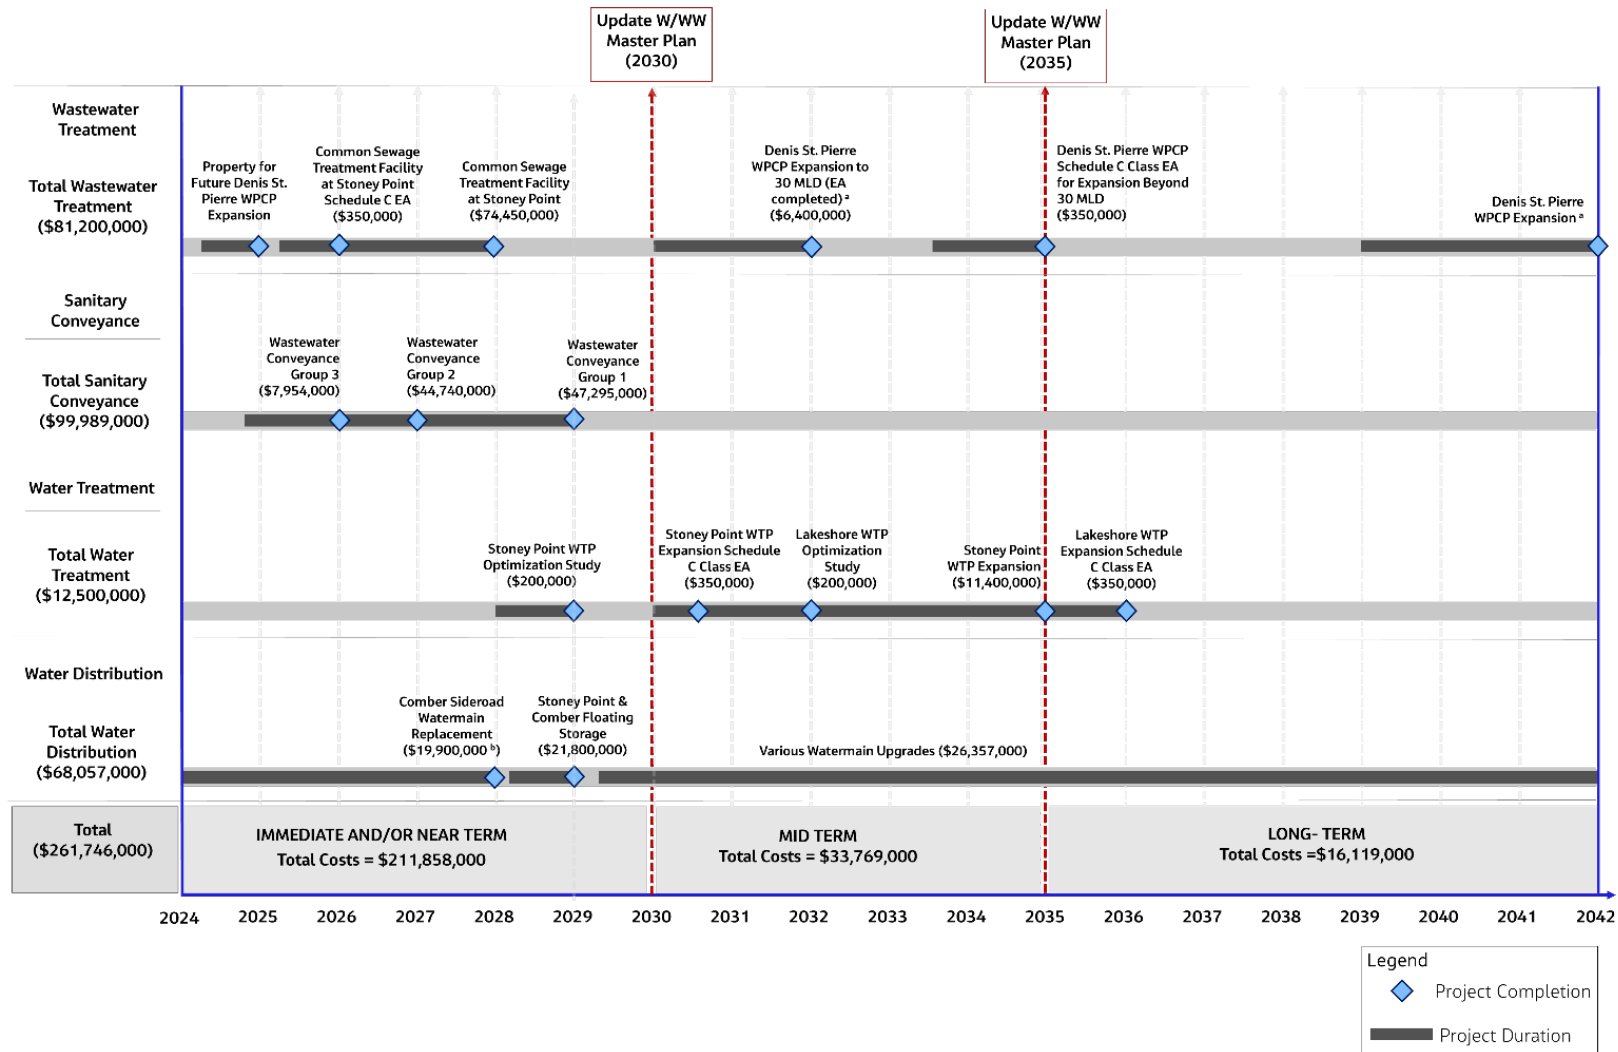 Update W/WW
Master Plan
(2030)
Update W/WW
Master Plan
(2035)
Wastewater
Treatment
Total Wastewater
Treatment
($81,200,000)
Property for
Future Denis St.
Pierre WPCP
Expansion
Common Sewage
Treatment Facility
at Stoney Point
Schedule C EA
($350,000)
Common Sewage
Treatment Facility
at Stoney Point
($74,450,000)
Denis St. Pierre
WPCP Expansion to
30 MLD (EA
completed) ᵃ
($6,400,000)
Denis St. Pierre WPCP
Schedule C Class EA
for Expansion Beyond
30 MLD
($350,000)
Denis St. Pierre
WPCP Expansion ᵃ
Sanitary
Conveyance
Total Sanitary
Conveyance
($99,989,000)
Wastewater
Conveyance
Group 3
($7,954,000)
Wastewater
Conveyance
Group 2
($44,740,000)
Wastewater
Conveyance
Group 1
($47,295,000)
Water Treatment
Total Water
Treatment
($12,500,000)
Stoney Point WTP
Optimization Study
($200,000)
Stoney Point WTP
Expansion Schedule
C Class EA
($350,000)
Lakeshore WTP
Optimization
Study
($200,000)
Stoney Point
WTP Expansion
($11,400,000)
Lakeshore WTP
Expansion Schedule
C Class EA
($350,000)
Water Distribution
Total Water
Distribution
($68,057,000)
Comber Sideroad
Watermain
Replacement
($19,900,000 ᵇ)
Stoney Point &
Comber Floating
Storage
($21,800,000)
Various Watermain Upgrades ($26,357,000)
Total
($261,746,000)
IMMEDIATE AND/OR NEAR TERM
Total Costs = $211,858,000
MID TERM
Total Costs = $33,769,000
LONG- TERM
Total Costs =$16,119,000
2024 2025 2026 2027 2028 2029 2030 2031 2032 2033 2034 2035 2036 2037 2038 2039 2040 2041 2042
Legend
Project Completion
Project Duration